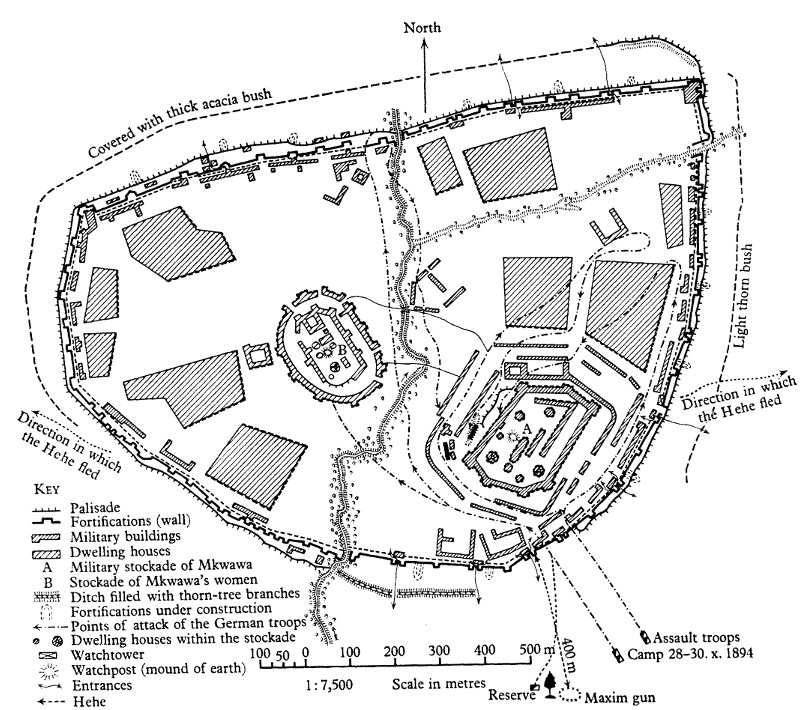 North
Covered with thick acacia bush
Light thorn bush
Direction in which
the Hehe fled
Direction in which
the Hehe fled
B
A
KEY
Palisade
Fortifications (wall)
Military buildings
Dwelling houses
A Military stockade of Mkwawa
B Stockade of Mkwawa's women
Ditch filled with thorn-tree branches
Fortifications under construction
Points of attack of the German troops
Dwelling houses within the stockade
Watchtower
Watchpost (mound of earth)
Entrances
Hehe
100 50 0 100 200 300 400 500 m
1:7,500 Scale in metres
400 m
Assault troops
Camp 28-30. x. 1894
Reserve
Maxim gun